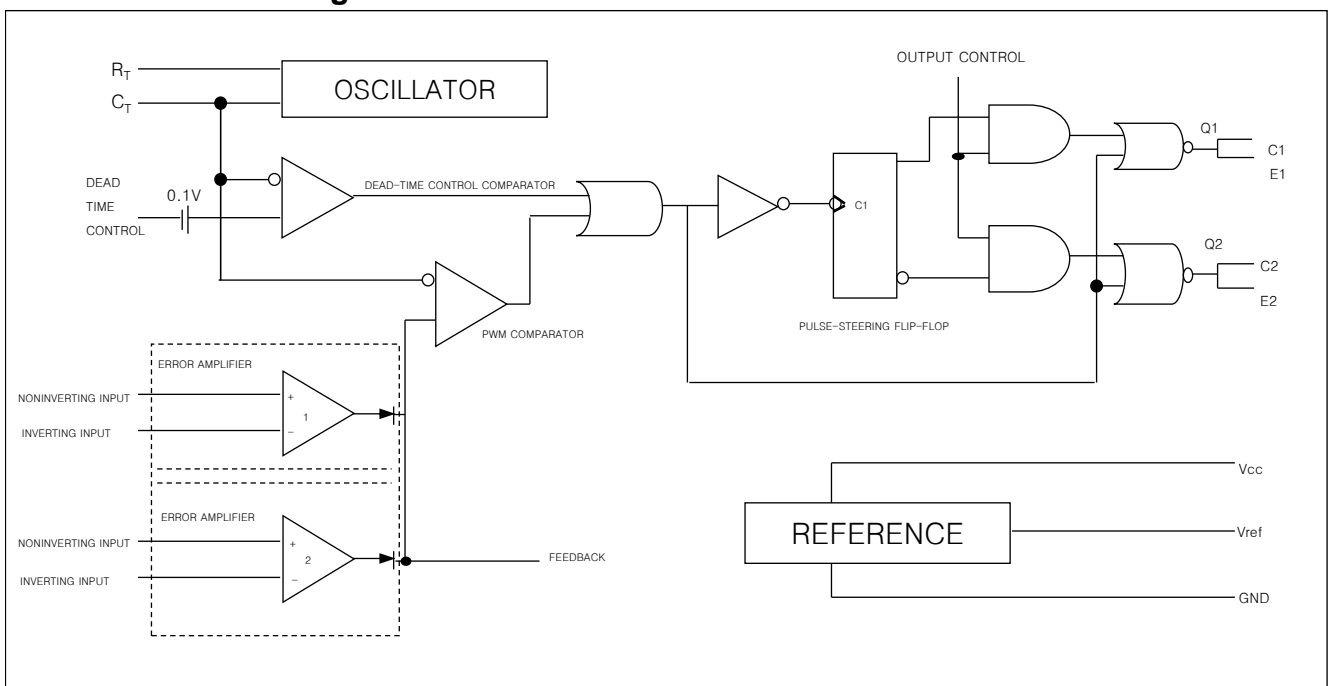 g
R_T
OSCILLATOR
C_T
OUTPUT CONTROL
DEAD
TIME
CONTROL
0.1V
DEAD-TIME CONTROL COMPARATOR
C1
Q1
C1
E1
Q2
C2
E2
PWM COMPARATOR
PULSE-STEERING FLIP-FLOP
ERROR AMPLIFIER
NONINVERTING INPUT
+
1
INVERTING INPUT
−
ERROR AMPLIFIER
NONINVERTING INPUT
+
2
INVERTING INPUT
−
FEEDBACK
Vcc
REFERENCE
Vref
GND